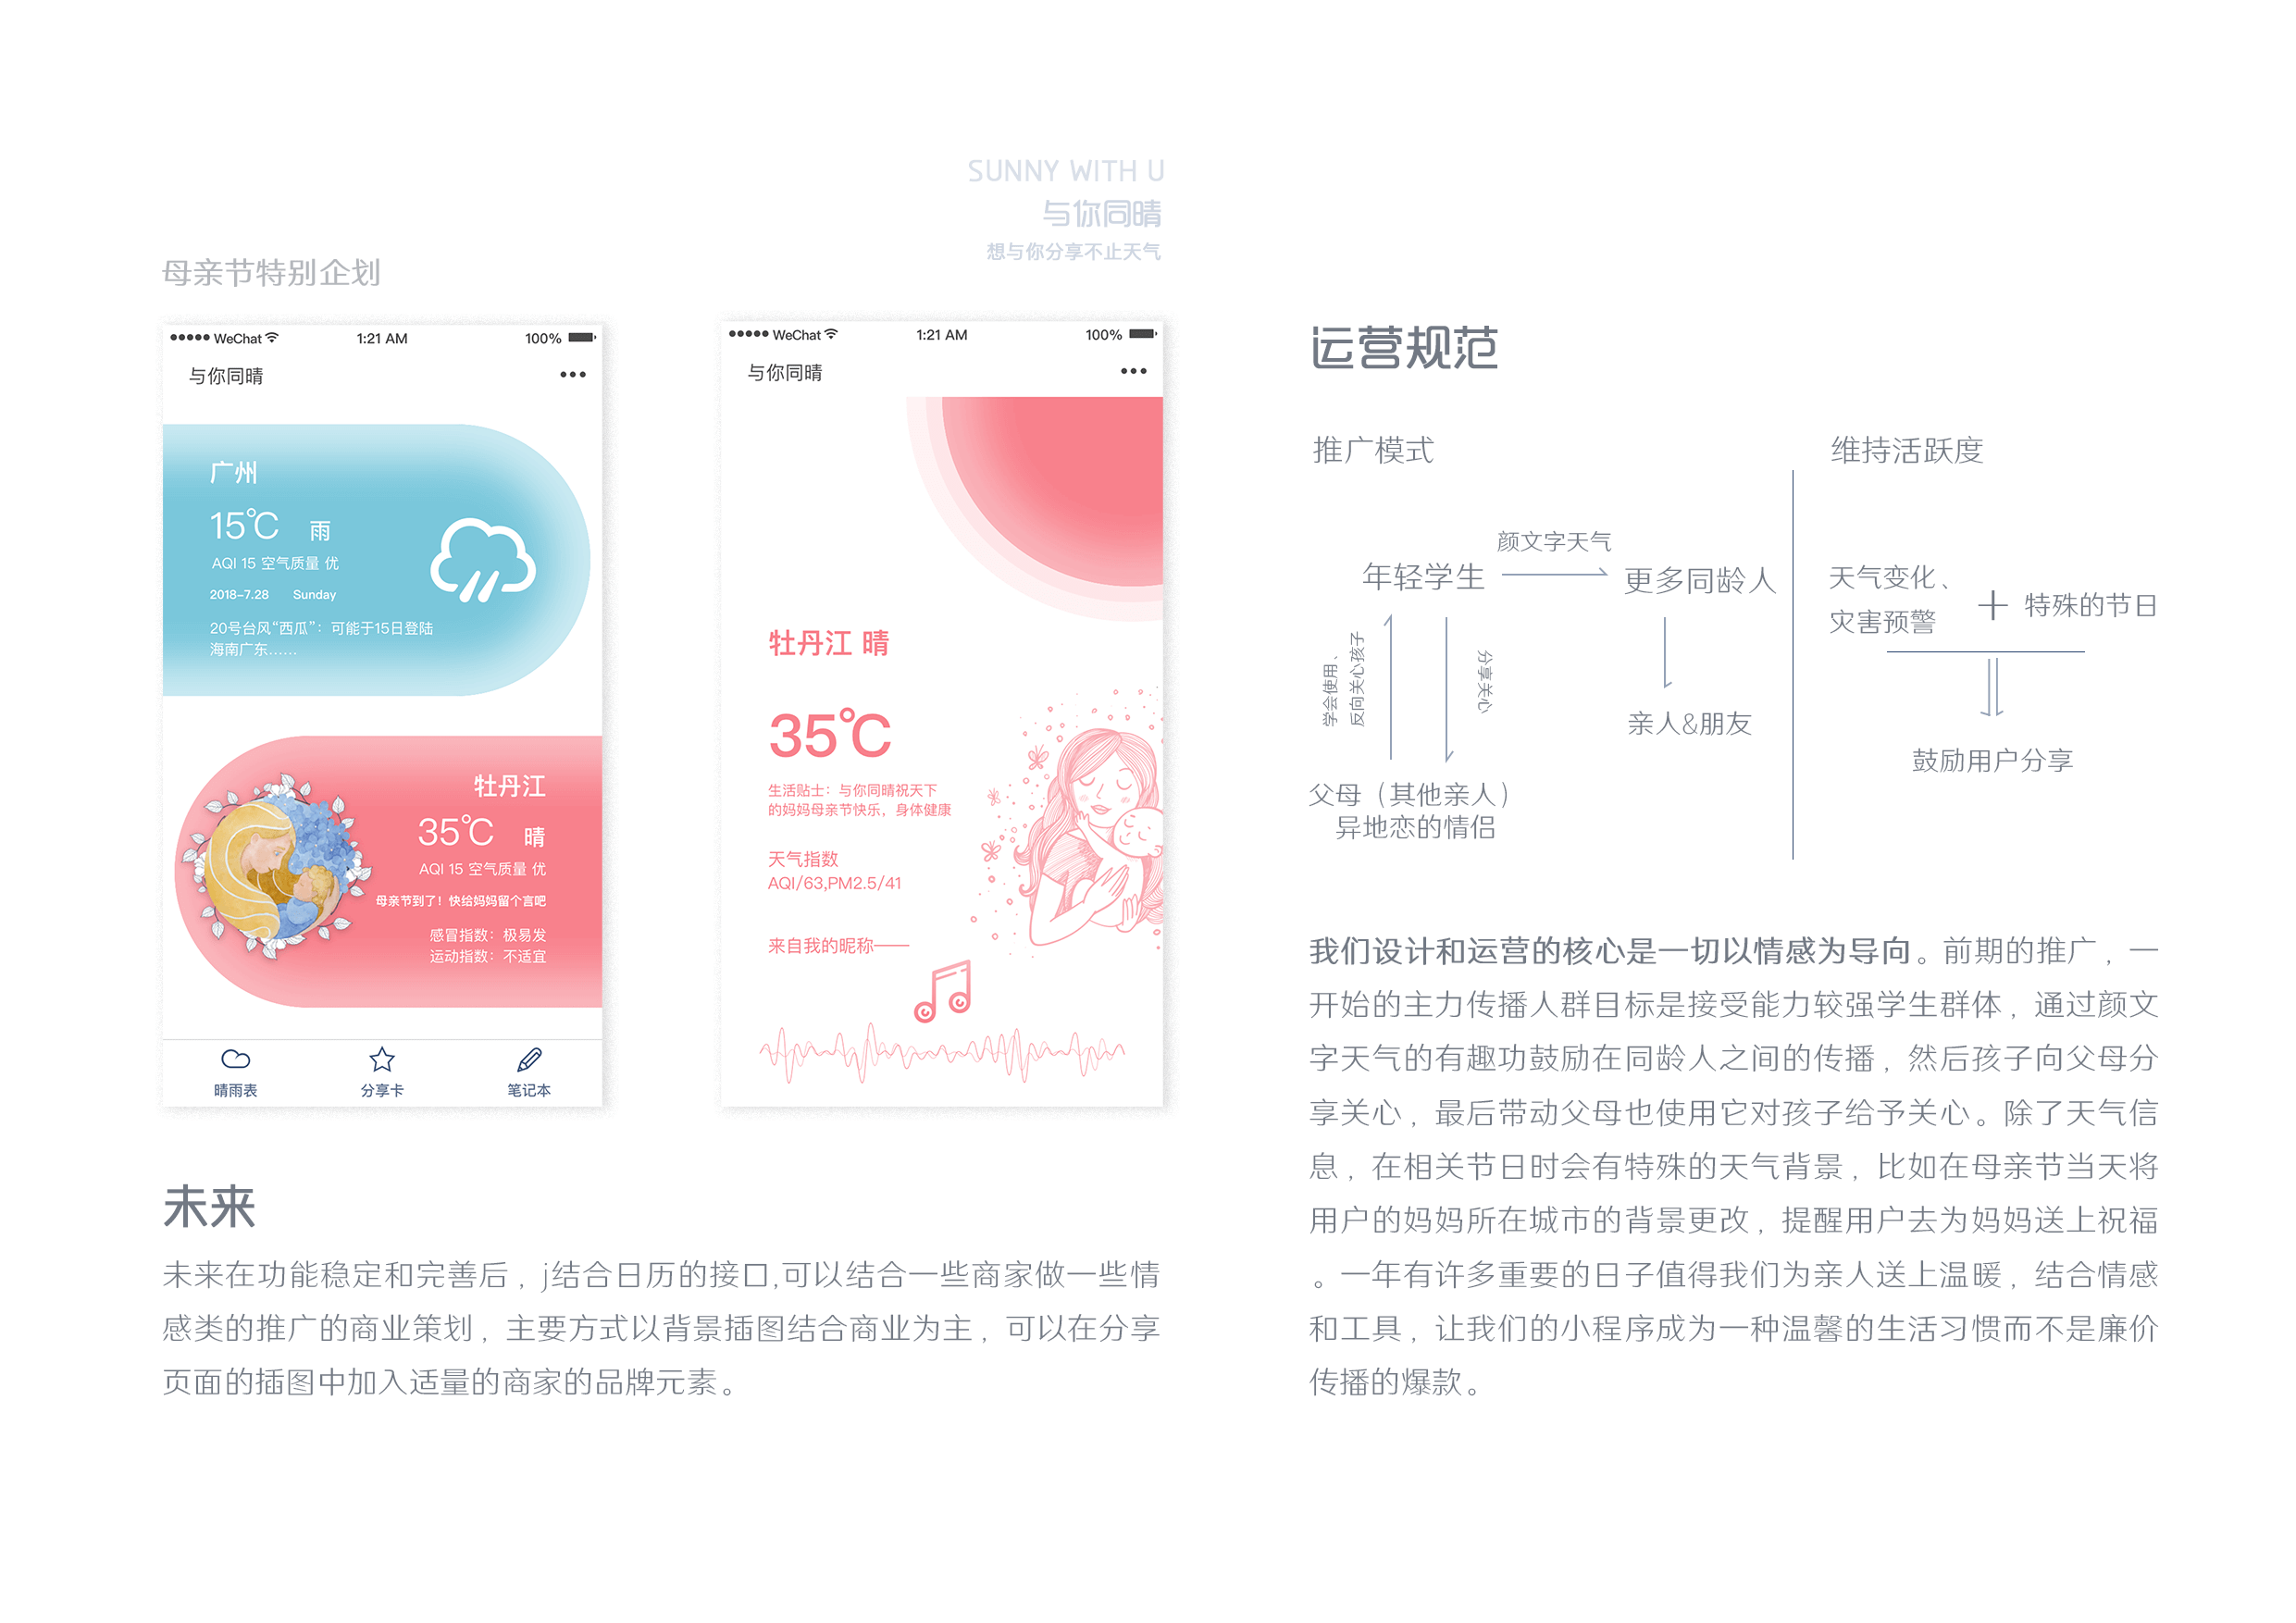 SUNNY WITH U
与你同晴
想与你分享不止天气
母亲节特别企划
WeChat 1:21 AM 100%
与你同晴
广州
15℃ 雨
AQI 15 空气质量 优
2018-7.28 Sunday
20号台风“西瓜”：可能于15日登陆
海南广东……
牡丹江
35℃ 晴
AQI 15 空气质量 优
母亲节到了！快给妈妈留个言吧
感冒指数：极易发
运动指数：不适宜
晴雨表 分享卡 笔记本
WeChat 1:21 AM 100%
与你同晴
牡丹江 晴
35℃
生活贴士：与你同晴祝天下
的妈妈母亲节快乐，身体健康
天气指数
AQI/63,PM2.5/41
来自我的昵称——
未来
未来在功能稳定和完善后，j结合日历的接口,可以结合一些商家做一些情
感类的推广的商业策划，主要方式以背景插图结合商业为主，可以在分享
页面的插图中加入适量的商家的品牌元素。
运营规范
推广模式
年轻学生
颜文字天气
更多同龄人
学会使用、
反向关心孩子
分享关心
亲人&朋友
父母（其他亲人）
异地恋的情侣
维持活跃度
天气变化、
灾害预警
+
特殊的节日
鼓励用户分享
我们设计和运营的核心是一切以情感为导向。前期的推广，一
开始的主力传播人群目标是接受能力较强学生群体，通过颜文
字天气的有趣功鼓励在同龄人之间的传播，然后孩子向父母分
享关心，最后带动父母也使用它对孩子给予关心。除了天气信
息，在相关节日时会有特殊的天气背景，比如在母亲节当天将
用户的妈妈所在城市的背景更改，提醒用户去为妈妈送上祝福
。一年有许多重要的日子值得我们为亲人送上温暖，结合情感
和工具，让我们的小程序成为一种温馨的生活习惯而不是廉价
传播的爆款。